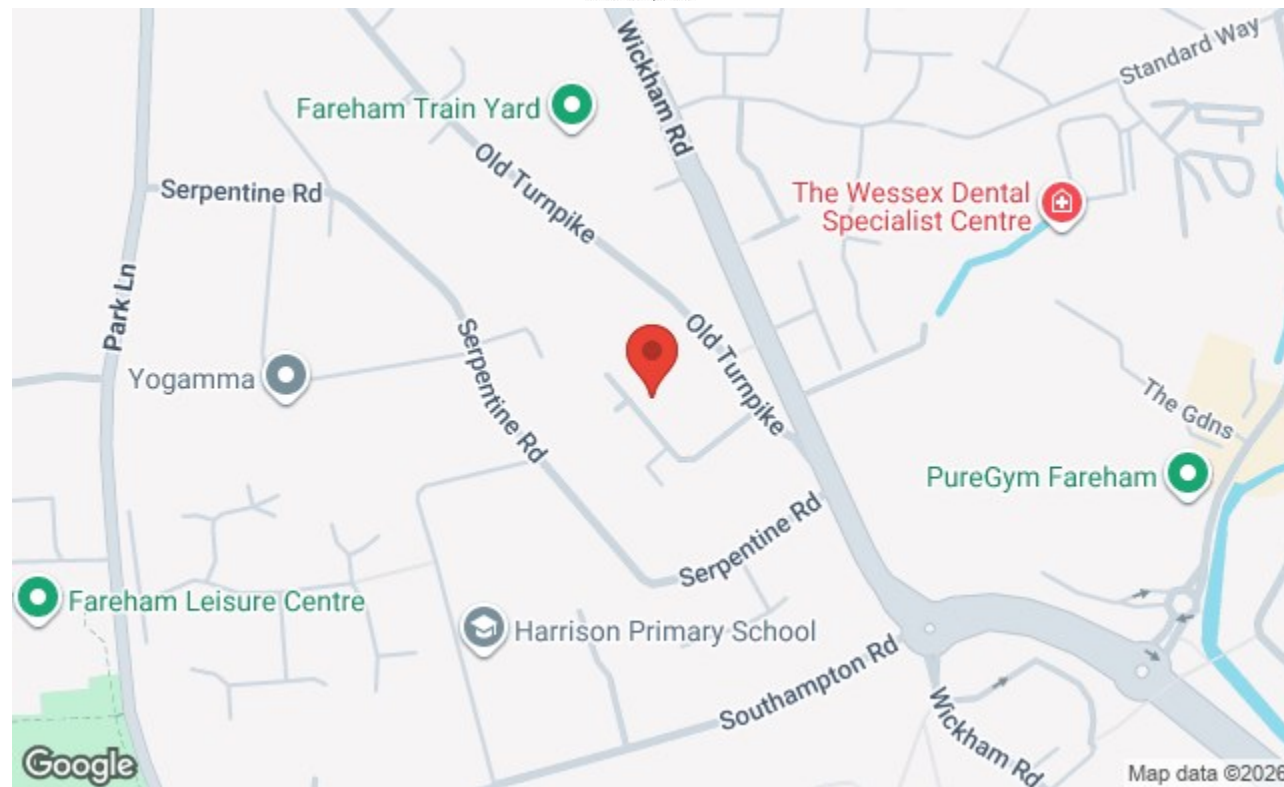 Standard Way
Wickham Rd
Fareham Train Yard
Old Turnpike
Serpentine Rd
The Wessex Dental
Specialist Centre
Park Ln
Old Turnpike
Serpentine Rd
Yogamma
The Gdns
PureGym Fareham
Serpentine Rd
Fareham Leisure Centre
Harrison Primary School
Southampton Rd
Wickham Rd
Google
Map data ©2026